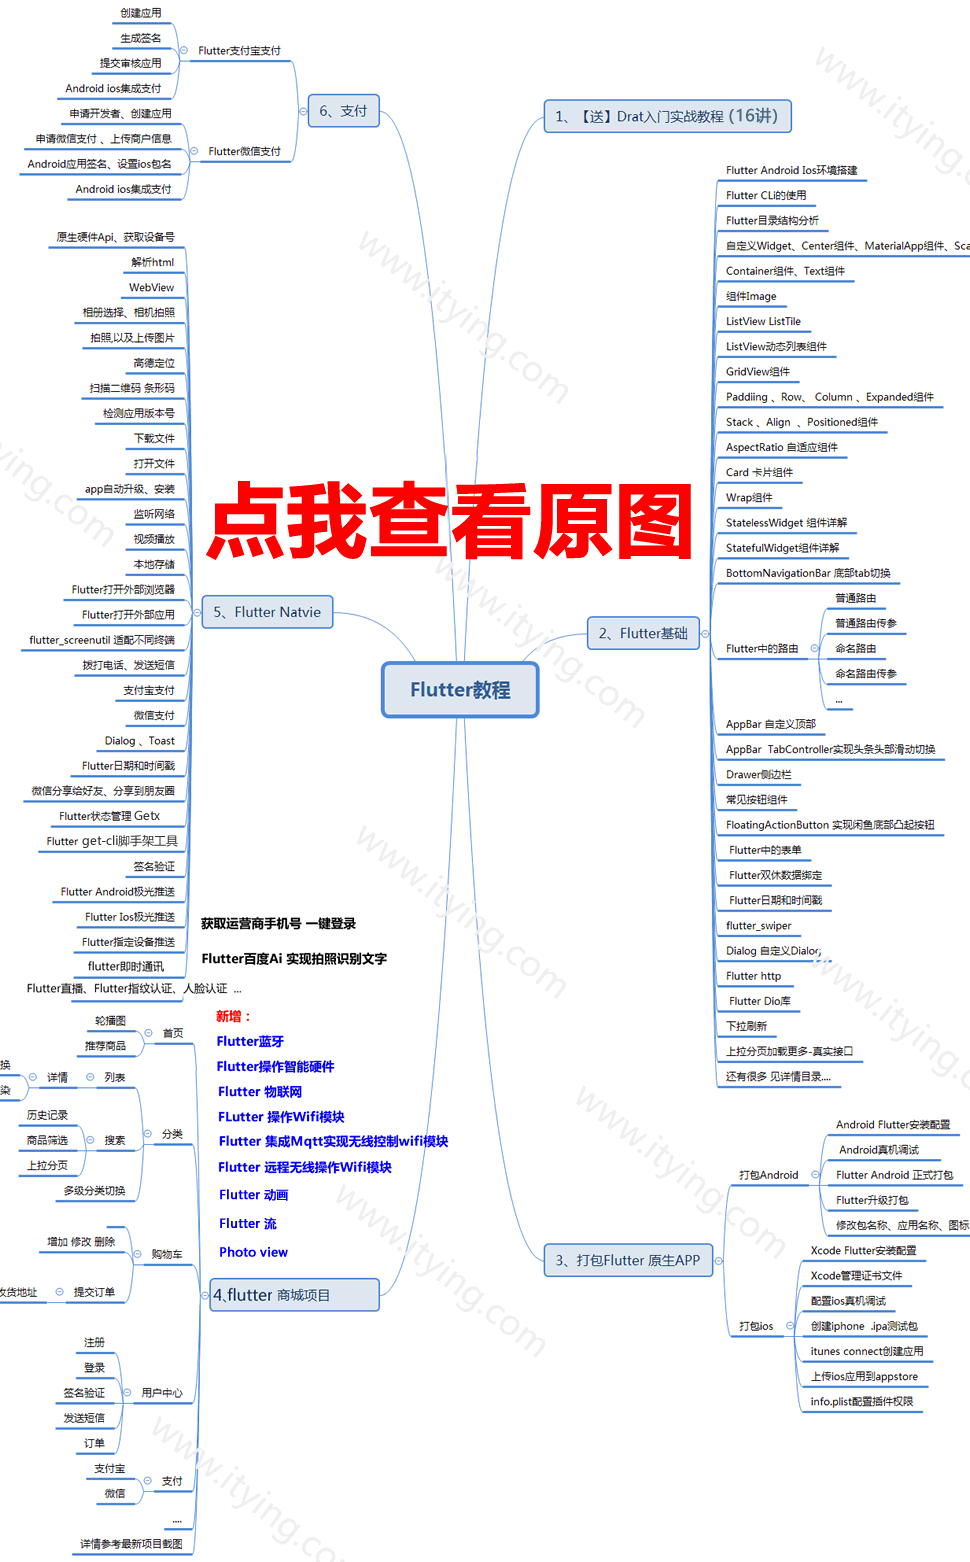 Flutter教程
1、【送】Drat入门实战教程 (16讲)
2、Flutter基础
Flutter Android Ios环境搭建
Flutter CLi的使用
Flutter目录结构分析
自定义Widget、Center组件、MaterialApp组件、Sca
Container组件、Text组件
组件Image
ListView ListTile
ListView动态列表组件
GridView组件
Paddiing 、Row、 Column 、Expanded组件
Stack 、Align 、Positioned组件
AspectRatio 自适应组件
Card 卡片组件
Wrap组件
StatelessWidget 组件详解
StatefulWidget组件详解
BottomNavigationBar 底部tab切换
Flutter中的路由
普通路由
普通路由传参
命名路由
命名路由传参
...
AppBar 自定义顶部
AppBar TabController实现头条头部滑动切换
Drawer侧边栏
常见按钮组件
FloatingActionButton 实现闲鱼底部凸起按钮
Flutter中的表单
Flutter双休数据绑定
Flutter日期和时间戳
flutter_swiper
Dialog 自定义Dialog
Flutter http
Flutter Dio库
下拉刷新
上拉分页加载更多-真实接口
还有很多 见详情目录....
3、打包Flutter 原生APP
打包Android
Android Flutter安装配置
Android真机调试
Flutter Android 正式打包
Flutter升级打包
修改包名称、应用名称、图标
打包ios
Xcode Flutter安装配置
Xcode管理证书文件
配置ios真机调试
创建iphone .ipa测试包
itunes connect创建应用
上传ios应用到appstore
info.plist配置插件权限
6、支付
Flutter支付宝支付
创建应用
生成签名
提交审核应用
Android ios集成支付
Flutter微信支付
申请开发者、创建应用
申请微信支付 、上传商户信息
Android应用签名、设置ios包名
Android ios集成支付
5、Flutter Natvie
原生硬件Api、获取设备号
解析html
WebView
相册选择、相机拍照
拍照,以及上传图片
高德定位
扫描二维码 条形码
检测应用版本号
下载文件
打开文件
app自动升级、安装
监听网络
视频播放
本地存储
Flutter打开外部浏览器
Flutter打开外部应用
flutter_screenutil 适配不同终端
拨打电话、发送短信
支付宝支付
微信支付
Dialog 、Toast
Flutter日期和时间戳
微信分享给好友、分享到朋友圈
Flutter状态管理 Getx
Flutter get-cli脚手架工具
签名验证
Flutter Android极光推送
Flutter Ios极光推送
Flutter指定设备推送
flutter即时通讯
Flutter直播、Flutter指纹认证、人脸认证 ...
点我查看原图
获取运营商手机号 一键登录
Flutter百度Ai 实现拍照识别文字
新增：
Flutter蓝牙
Flutter操作智能硬件
Flutter 物联网
FLutter 操作Wifi模块
Flutter 集成Mqtt实现无线控制wifi模块
Flutter 远程无线操作Wifi模块
Flutter 动画
Flutter 流
Photo view
4、flutter 商城项目
首页
轮播图
推荐商品
分类
列表
详情
换
染
搜索
历史记录
商品筛选
上拉分页
多级分类切换
购物车
增加 修改 删除
提交订单
收货地址
用户中心
注册
登录
签名验证
发送短信
订单
支付
支付宝
微信
....
详情参考最新项目截图
www.itying.com
www.itying.com
www.itying.com
www.itying.com
www.itying.com
www.itying.com
www.itying.com
www.itying.com